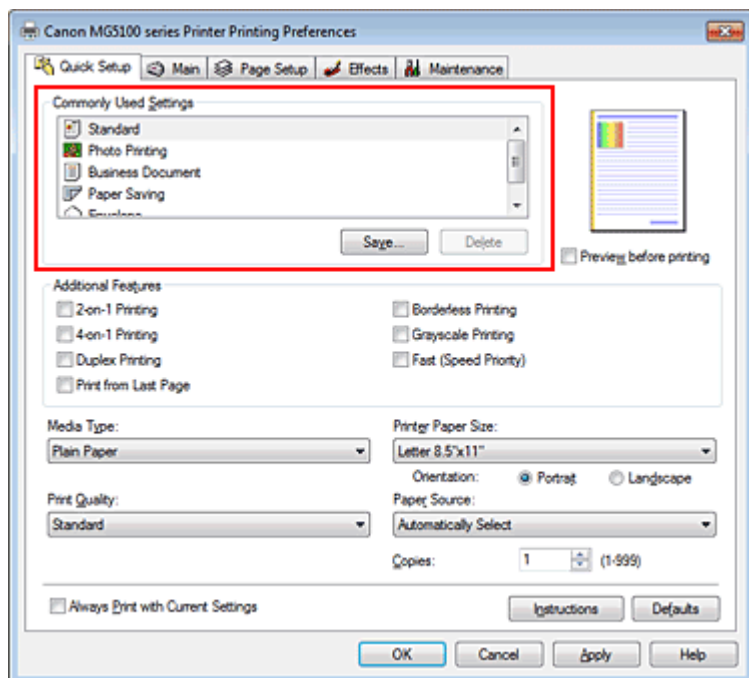 Canon MG5100 series Printer Printing Preferences
Quick Setup Main Page Setup Effects Maintenance
Commonly Used Settings
Standard
Photo Printing
Business Document
Paper Saving
Envelope
Save... Delete
Preview before printing
Additional Features
2-on-1 Printing Borderless Printing
4-on-1 Printing Grayscale Printing
Duplex Printing Fast (Speed Priority)
Print from Last Page
Media Type: Printer Paper Size:
Plain Paper Letter 8.5"x11"
Orientation: Portrait Landscape
Print Quality: Paper Source:
Standard Automatically Select
Copies: 1 (1-999)
Always Print with Current Settings Instructions Defaults
OK Cancel Apply Help